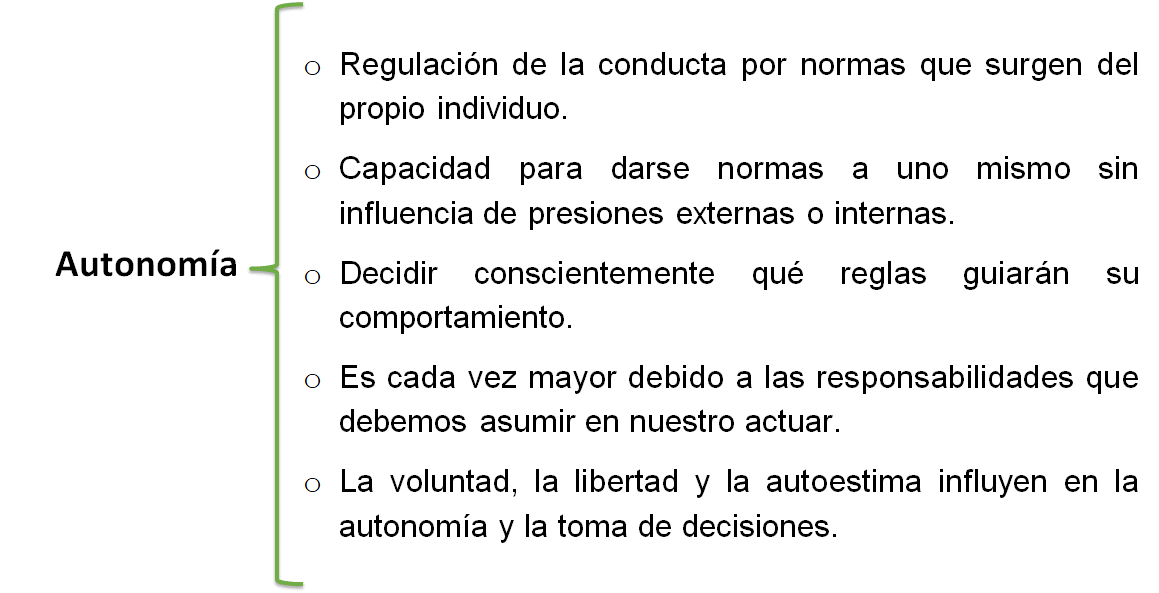 Regulación de la conducta por normas que surgen del
propio individuo.
Capacidad para darse normas a uno mismo sin
influencia de presiones externas o internas.
Autonomía
Decidir conscientemente qué reglas guiarán su
comportamiento.
Es cada vez mayor debido a las responsabilidades que
debemos asumir en nuestro actuar.
La voluntad, la libertad y la autoestima influyen en la
autonomía y la toma de decisiones.